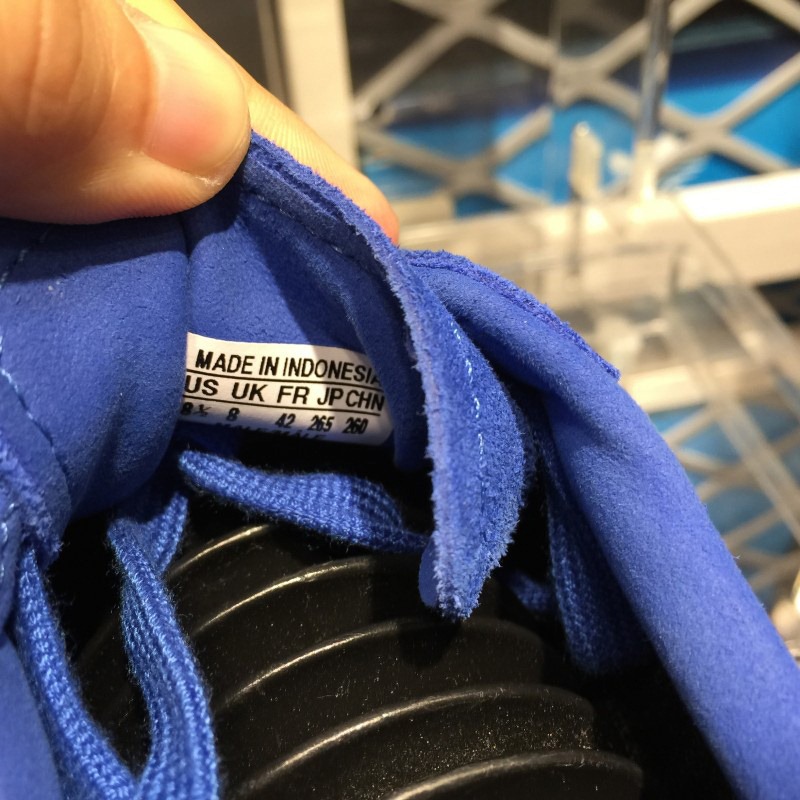 MADE IN INDONESIA
US UK FR JP CHN
8½ 8 42 265 260